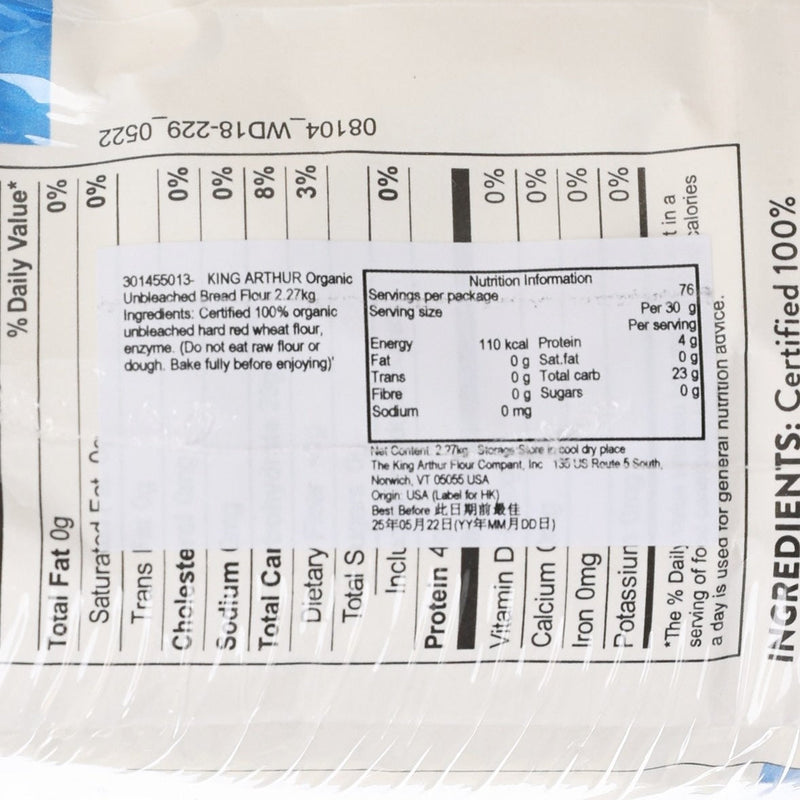 08104_WD18-229_0522
% Daily Value*
Total Fat 0g 0%
Saturated Fat 0%
Trans
Choleste 0%
Sodium 0%
Total Car 8%
Dietary 3%
Total S
Inclu 0%
Protein 4
Vitamin D 0%
Calcium 0%
Iron 0mg 0%
Potassium 0%
*The % Daily t in a
serving of fo calories
a day is used for general nutrition advice.
INGREDIENTS: Certified 100%
301455013- KING ARTHUR Organic
Unbleached Bread Flour 2.27kg
Ingredients: Certified 100% organic
unbleached hard red wheat flour,
enzyme. (Do not eat raw flour or
dough. Bake fully before enjoying)'
Nutrition Information
Servings per package 76
Serving size Per 30 g
Per serving
Energy 110 kcal Protein 4 g
Fat 0 g Sat.fat 0 g
Trans 0 g Total carb 23 g
Fibre 0 g Sugars 0 g
Sodium 0 mg
Net Content 2.27kg Storage Store in cool dry place
The King Arthur Flour Compant, Inc 135 US Route 5 South,
Norwich, VT 05055 USA
Origin: USA (Label for HK)
Best Before 此日期前最佳
25年05月22日(YY年MM月DD日)